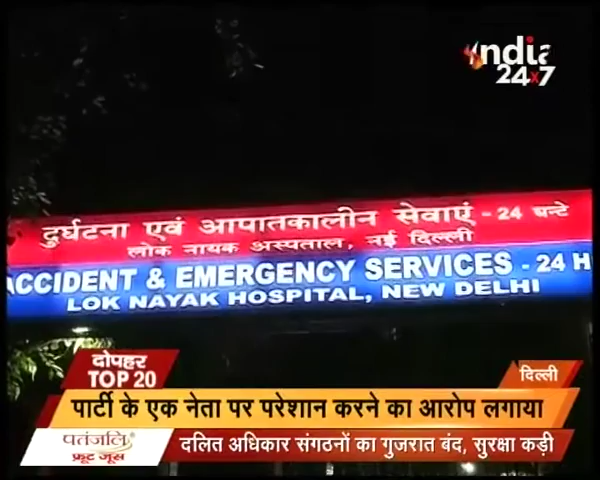 india
24x7
दुर्घटना एवं आपातकालीन सेवाएं - 24 घन्टे
लोक नायक अस्पताल, नई दिल्ली
ACCIDENT & EMERGENCY SERVICES - 24 H
LOK NAYAK HOSPITAL, NEW DELHI
दोपहर
TOP 20
दिल्ली
पार्टी के एक नेता पर परेशान करने का आरोप लगाया
पतंजलि
फ्रूट जूस
दलित अधिकार संगठनों का गुजरात बंद, सुरक्षा कड़ी